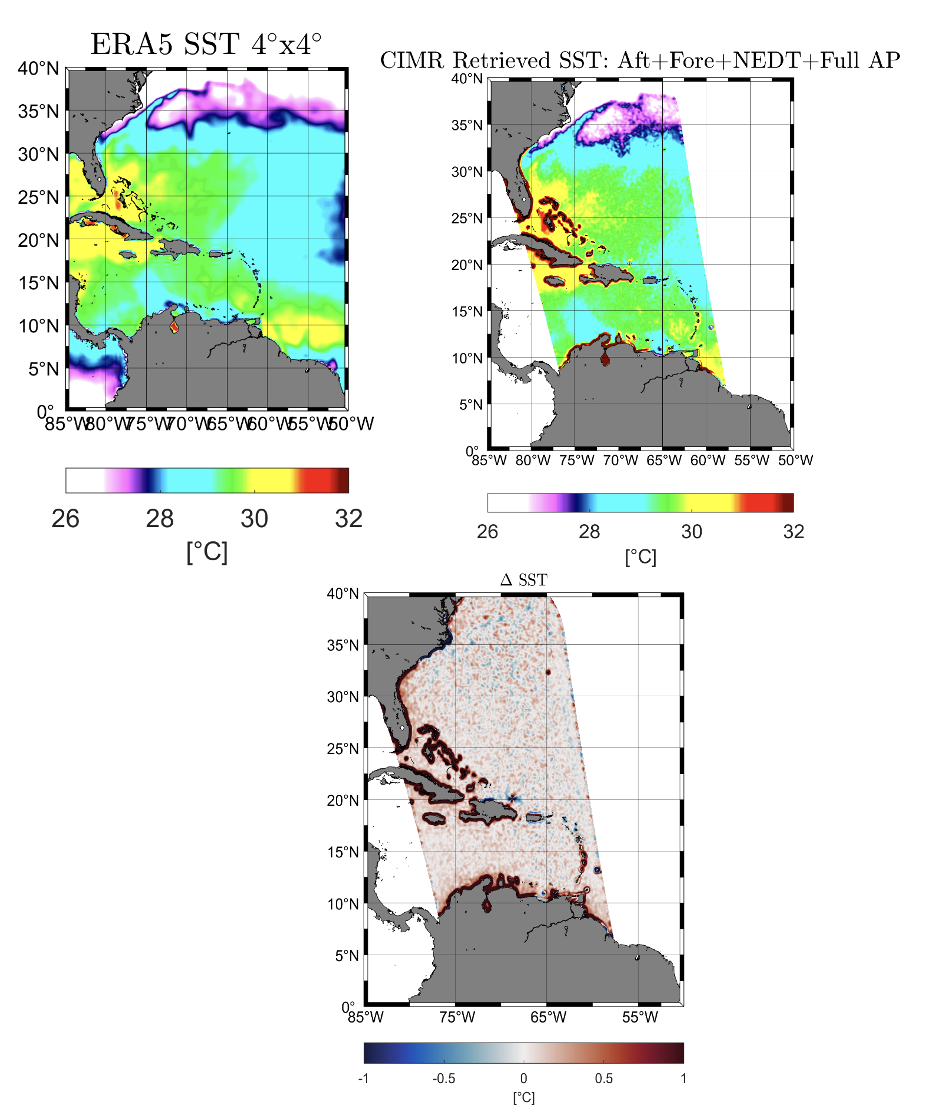 ERA5 SST 4°x4°
40°N
35°N
30°N
25°N
20°N
15°N
10°N
5°N
0°
85°W 80°W 75°W 70°W 65°W 60°W 55°W 50°W
26 28 30 32
[°C]
CIMR Retrieved SST: Aft+Fore+NEDT+Full AP
40°N
35°N
30°N
25°N
20°N
15°N
10°N
5°N
0°
85°W 80°W 75°W 70°W 65°W 60°W 55°W 50°W
26 28 30 32
[°C]
Δ SST
40°N
35°N
30°N
25°N
20°N
15°N
10°N
5°N
0°
85°W 75°W 65°W 55°W
-1 -0.5 0 0.5 1
[°C]